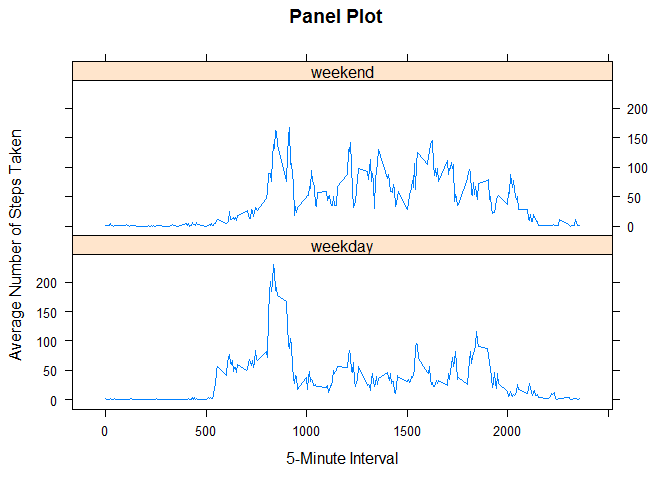 Panel Plot
weekend
200
150
100
50
0
weekday
200
150
100
50
0
0 500 1000 1500 2000
5-Minute Interval
Average Number of Steps Taken